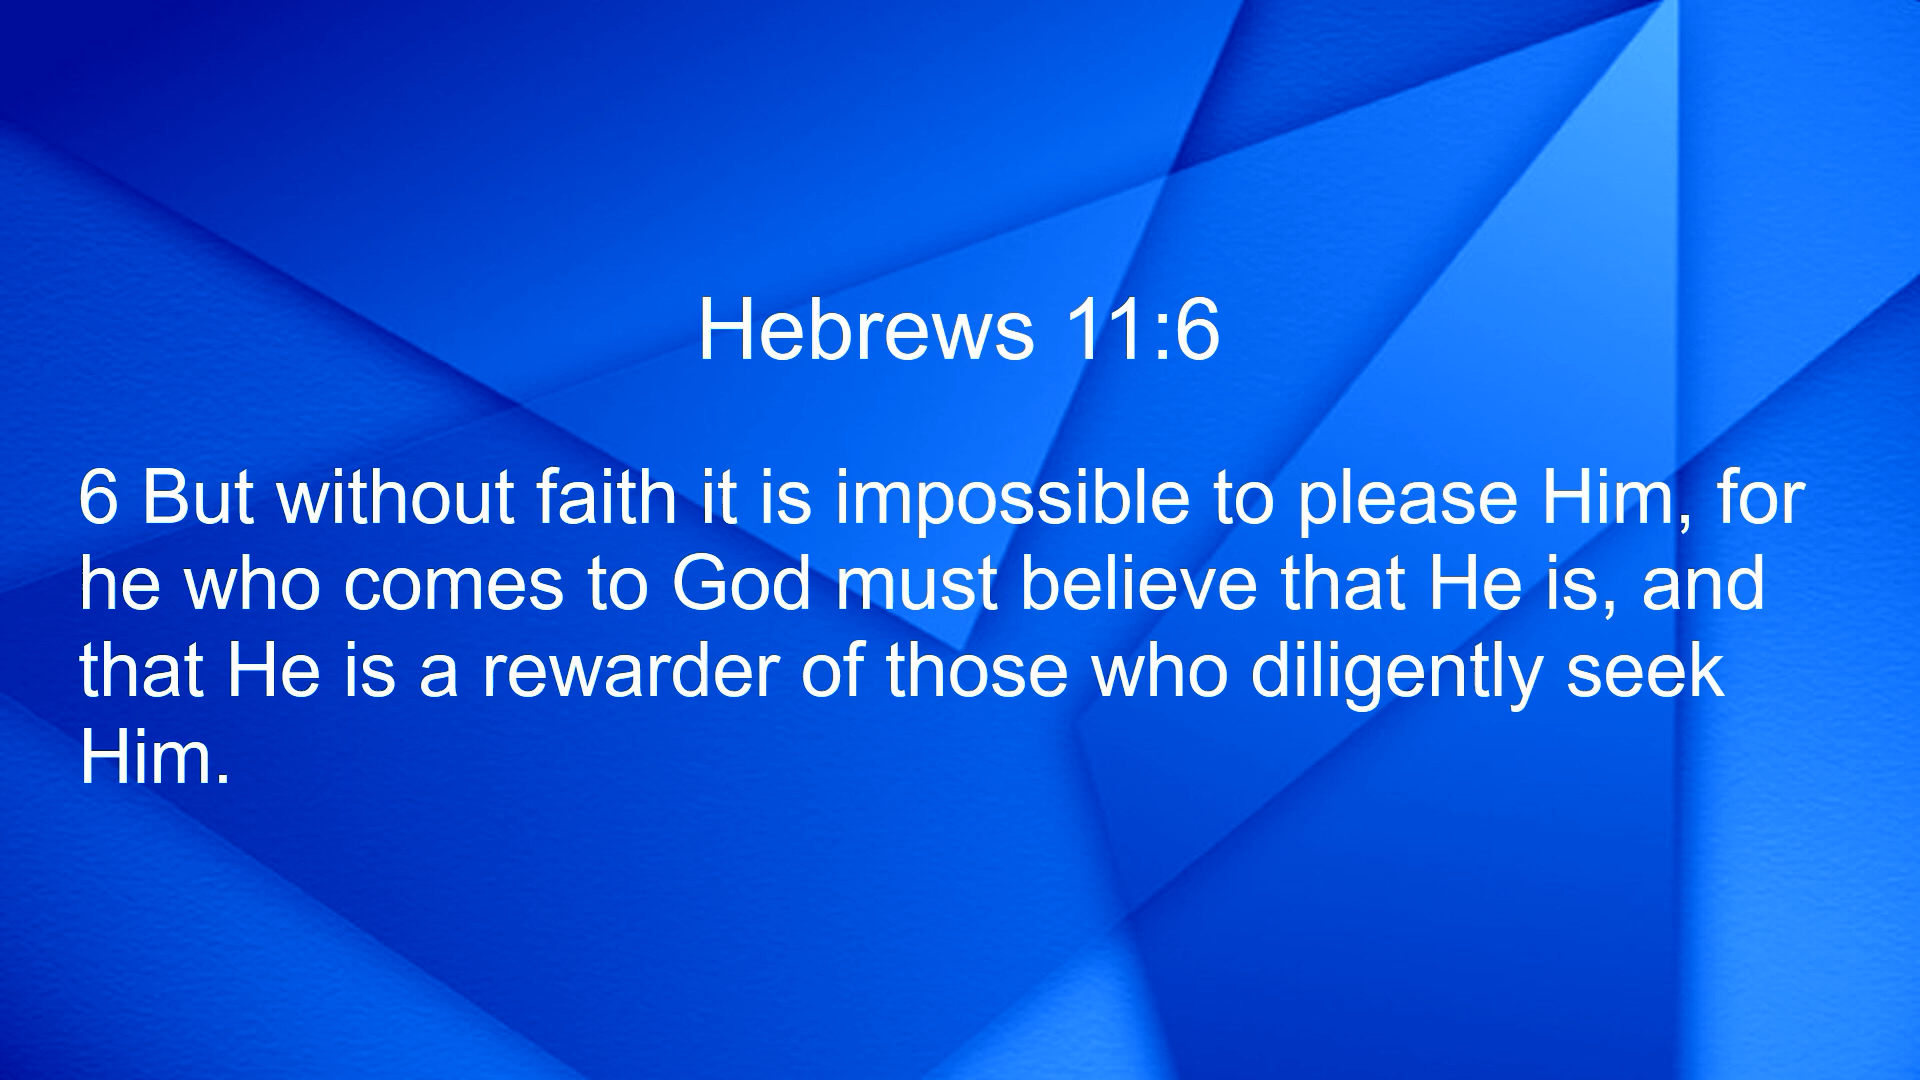 Hebrews 11:6
6 But without faith it is impossible to please Him, for
he who comes to God must believe that He is, and
that He is a rewarder of those who diligently seek
Him.